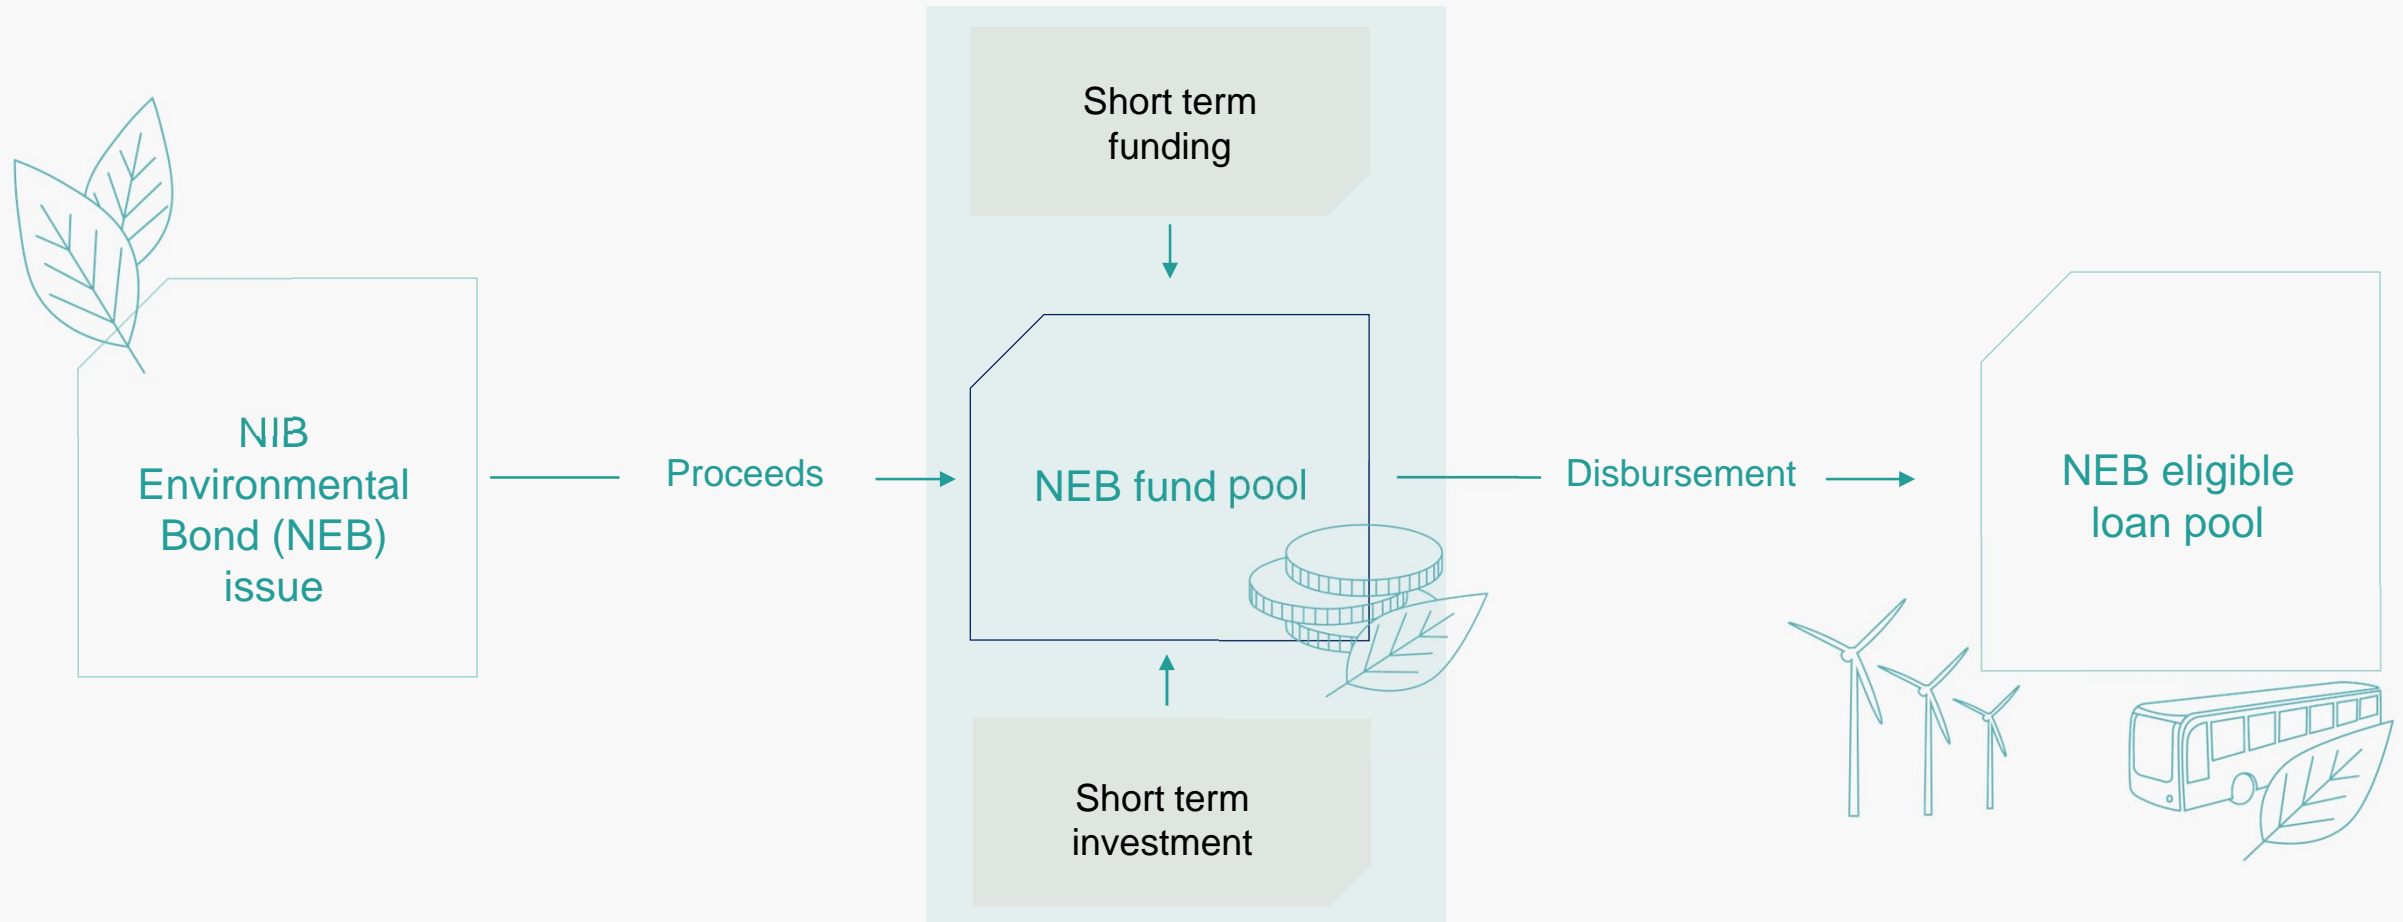 Short term
funding
NIB
Environmental
Bond (NEB)
issue
Proceeds
NEB fund pool
Disbursement
NEB eligible
loan pool
Short term
investment